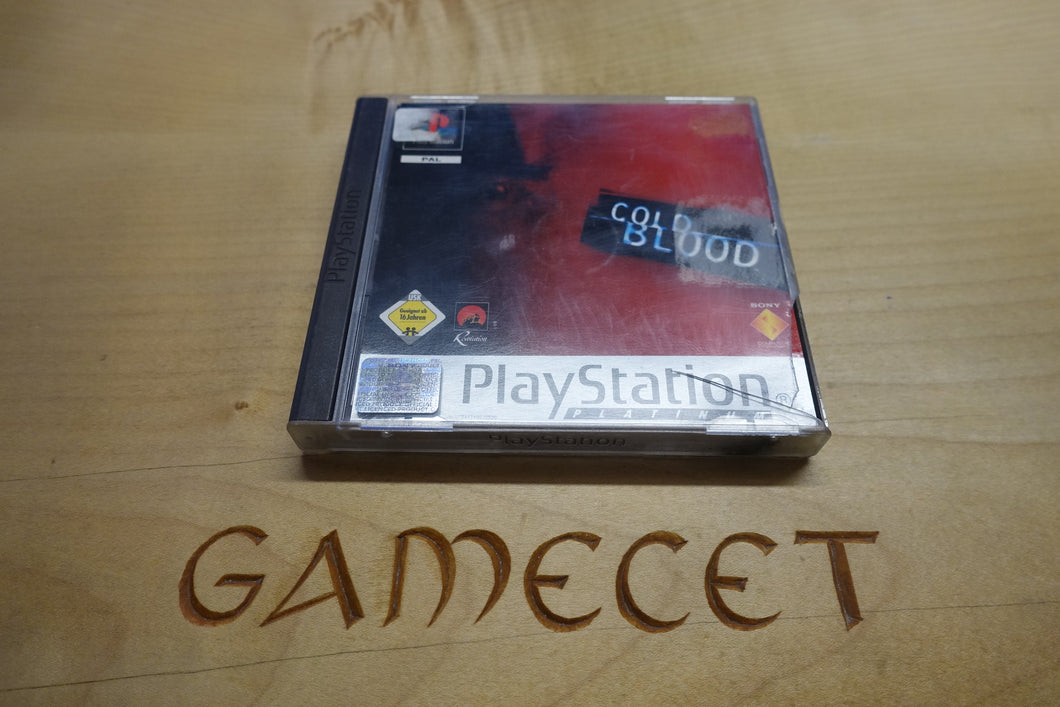 PAL
PlayStation
COLD
BLOOD
USK
Geeignet ab
16 Jahren
Revolution
SONY
PlayStation
PLATINUM
PlayStation
GAMECET